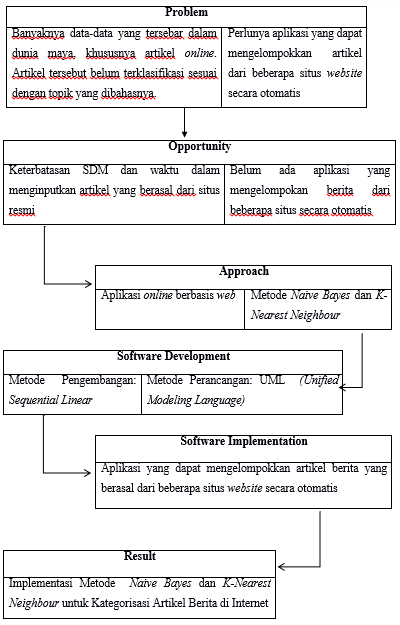 Problem
Banyaknya data-data yang tersebar dalam
dunia maya, khususnya artikel online.
Artikel tersebut belum terklasifikasi sesuai
dengan topik yang dibahasnya.
Perlunya aplikasi yang dapat
mengelompokkan artikel
dari beberapa situs website
secara otomatis
Opportunity
Keterbatasan SDM dan waktu dalam
menginputkan artikel yang berasal dari situs
resmi
Belum ada aplikasi yang
mengelompokan berita dari
beberapa situs secara otomatis
Approach
Aplikasi online berbasis web
Metode Naive Bayes dan K-
Nearest Neighbour
Software Development
Metode Pengembangan:
Sequential Linear
Metode Perancangan: UML (Unified
Modeling Language)
Software Implementation
Aplikasi yang dapat mengelompokkan artikel berita yang
berasal dari beberapa situs website secara otomatis
Result
Implementasi Metode Naive Bayes dan K-Nearest
Neighbour untuk Kategorisasi Artikel Berita di Internet